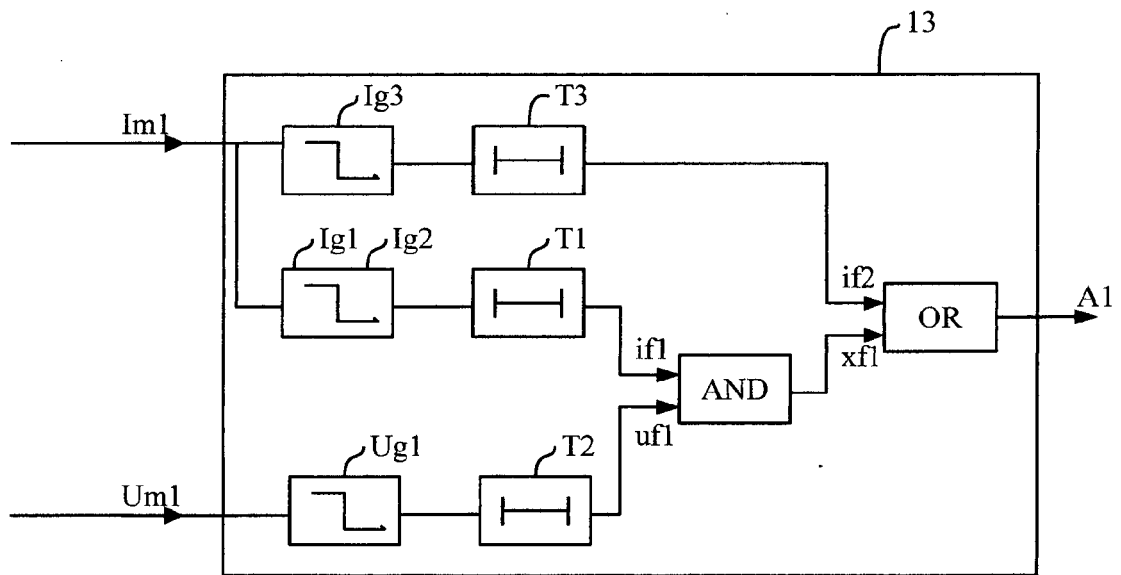 13
Ig3
T3
Im1
Ig1
Ig2
T1
if2
A1
OR
if1
xf1
AND
uf1
Ug1
T2
Um1